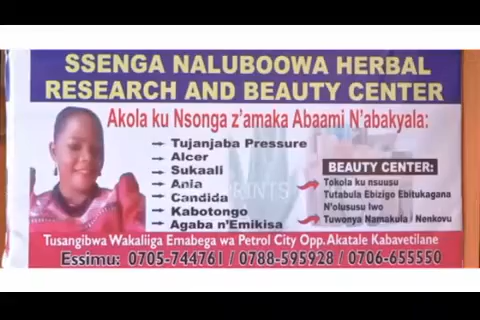 SSENGA NALUBOOWA HERBAL
RESEARCH AND BEAUTY CENTER
Akola ku Nsonga z'amaka Abaami N'abakyala:
Tujanjaba Pressure
Alcer
Sukaali
Ania
Candida
Kabotongo
Agaba n'Emikisa
BEAUTY CENTER:
Tokola ku nsuusu
Tutabula Ebizigo Ebitukagana
N'olususu lwo
Tuwonya Namakula / Nenkovu
Tusangibwa Wakaliiga Emabega wa Petrol City Opp. Akatale Kabavetilane
Essimu: 0705-744761 / 0788-595928 / 0706-655550